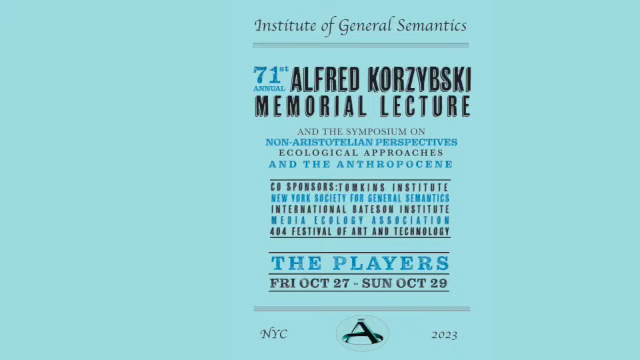 Institute of General Semantics
71st ANNUAL ALFRED KORZYBSKI
MEMORIAL LECTURE
AND THE SYMPOSIUM ON
NON-ARISTOTELIAN PERSPECTIVES
ECOLOGICAL APPROACHES
AND THE ANTHROPOCENE
CO SPONSORS:TOMKINS INSTITUTE
NEW YORK SOCIETY FOR GENERAL SEMANTICS
INTERNATIONAL BATESON INSTITUTE
MEDIA ECOLOGY ASSOCIATION
404 FESTIVAL OF ART AND TECHNOLOGY
THE PLAYERS
FRI OCT 27 - SUN OCT 29
NYC A 2023